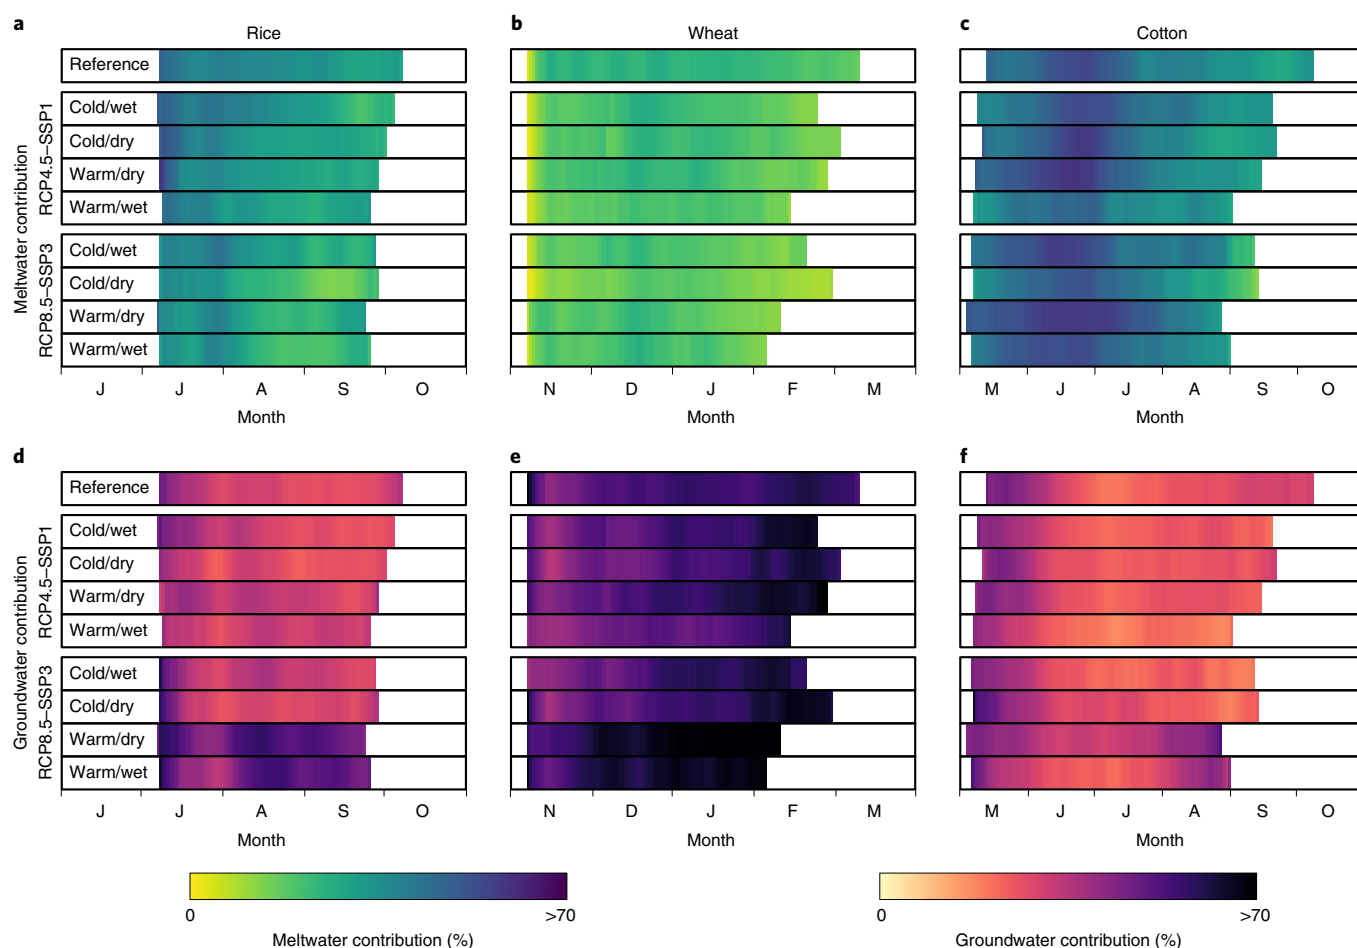 a
Rice
b
Wheat
c
Cotton
Meltwater contribution
Reference
RCP4.5–SSP1
Cold/wet
Cold/dry
Warm/dry
Warm/wet
RCP8.5–SSP3
Cold/wet
Cold/dry
Warm/dry
Warm/wet
J J A S O
N D J F M
M J J A S O
Month
Month
Month
d
e
f
Groundwater contribution
Reference
RCP4.5–SSP1
Cold/wet
Cold/dry
Warm/dry
Warm/wet
RCP8.5–SSP3
Cold/wet
Cold/dry
Warm/dry
Warm/wet
J J A S O
N D J F M
M J J A S O
Month
Month
Month
0 >70
Meltwater contribution (%)
0 >70
Groundwater contribution (%)